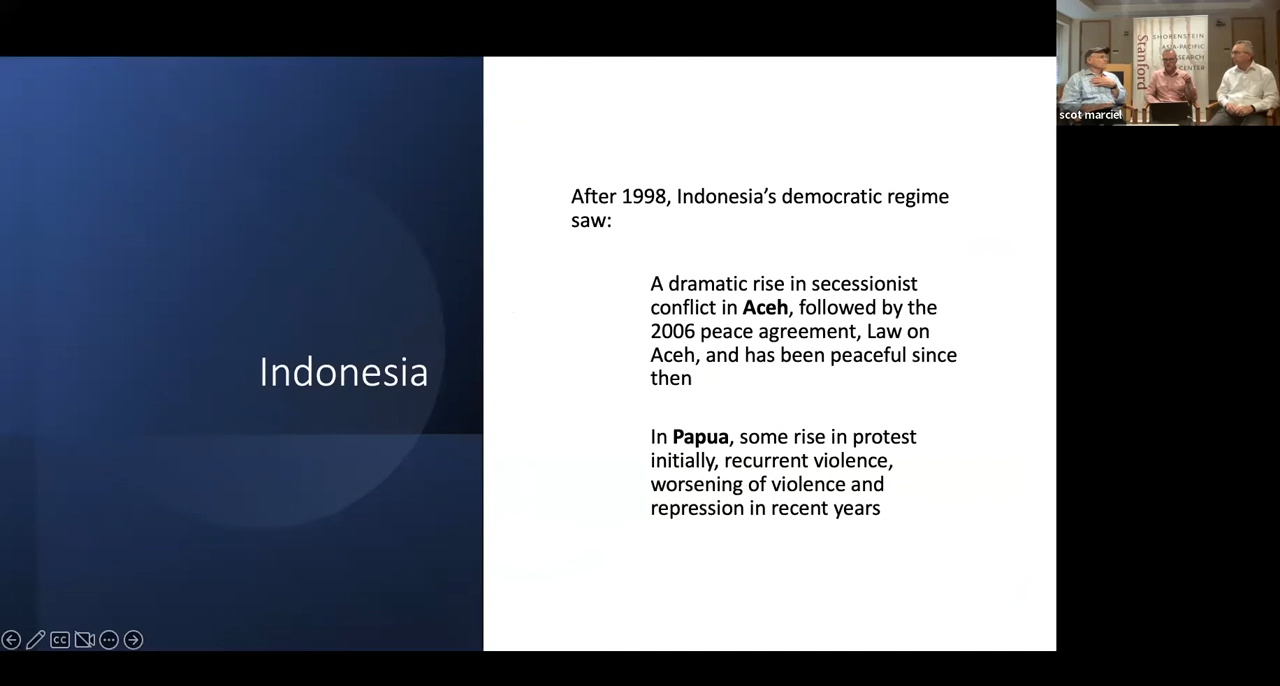 Indonesia
After 1998, Indonesia’s democratic regime
saw:
A dramatic rise in secessionist
conflict in Aceh, followed by the
2006 peace agreement, Law on
Aceh, and has been peaceful since
then
In Papua, some rise in protest
initially, recurrent violence,
worsening of violence and
repression in recent years
CC
Stanford
SHORENSTEIN
ASIA-PACIFIC
RESEARCH
CENTER
scot marciel